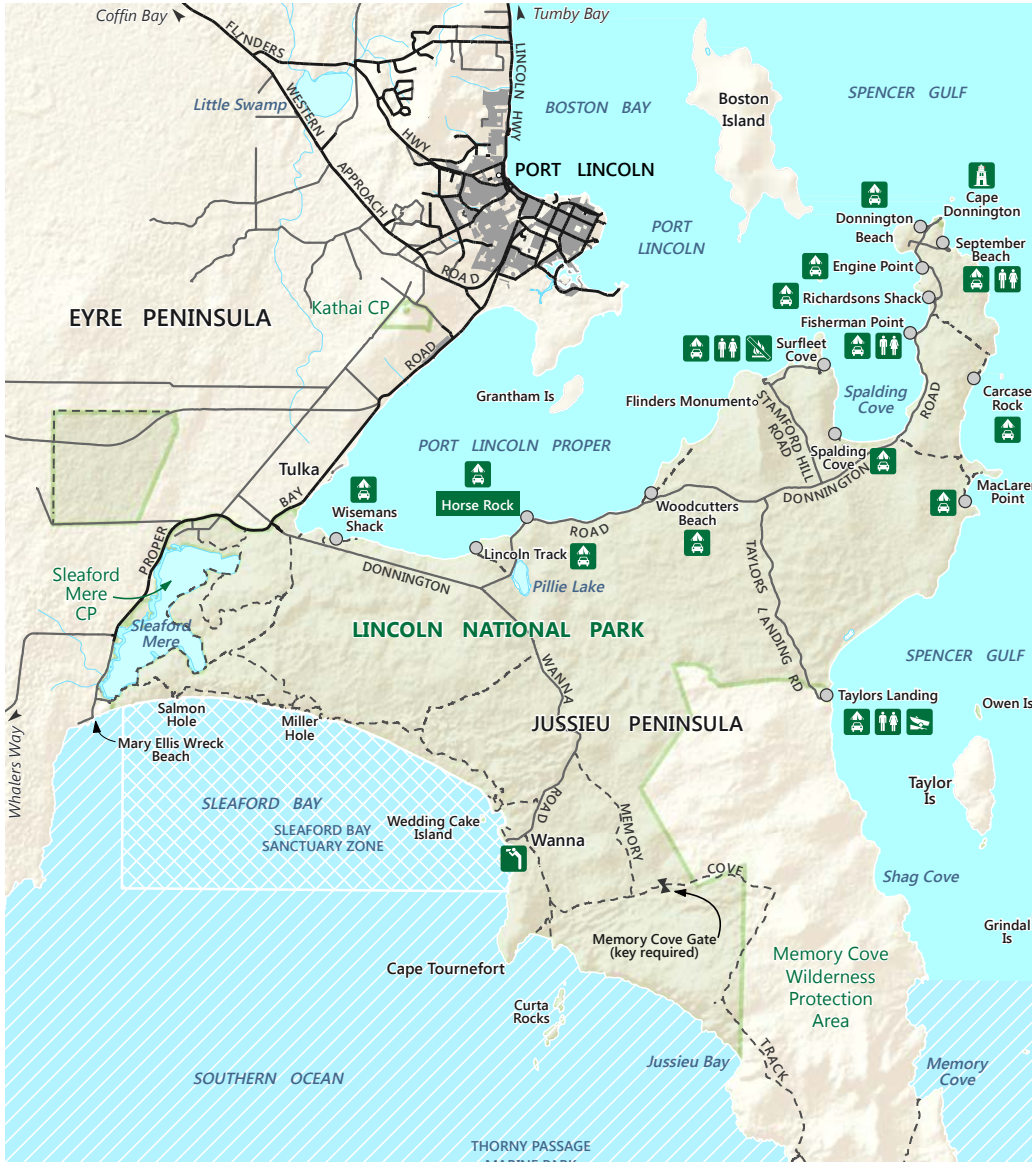 Coffin Bay
Tumby Bay
FLINDERS
HWY
LINCOLN HWY
Little Swamp
WESTERN
APPROACH
ROAD
BOSTON BAY
Boston
Island
SPENCER GULF
PORT LINCOLN
PORT
LINCOLN
Cape
Donnington
Donnington
Beach
September
Beach
Engine Point
Richardsons Shack
Fisherman Point
Surfleet
Cove
Kathai CP
EYRE PENINSULA
ROAD
Grantham Is
Flinders Monument
Spalding
Cove
ROAD
Carcase
Rock
STAMFORD HILL
ROAD
PORT LINCOLN PROPER
Spalding
Cove
Tulka
BAY
Wisemans
Shack
Horse Rock
DONNINGTON
MacLaren
Point
Woodcutters
Beach
ROAD
PROPER
Lincoln Track
DONNINGTON
Pillie Lake
TAYLORS LANDING RD
Sleaford
Mere
CP
Sleaford
Mere
LINCOLN NATIONAL PARK
WANNA
SPENCER GULF
Taylors Landing
Owen Is
Salmon
Hole
Miller
Hole
JUSSIEU PENINSULA
Mary Ellis Wreck
Beach
Whalers Way
Taylor
Is
SLEAFORD BAY
SLEAFORD BAY
SANCTUARY ZONE
Wedding Cake
Island
ROAD
Wanna
MEMORY
COVE
Shag Cove
Grindal
Is
Memory Cove Gate
(key required)
Cape Tournefort
Memory Cove
Wilderness
Protection
Area
Curta
Rocks
Jussieu Bay
TRACK
Memory
Cove
SOUTHERN OCEAN
THORNY PASSAGE
MARINE PARK